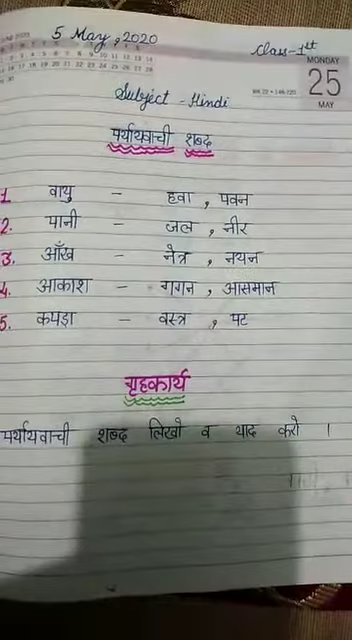 5 May, 2020
Class - 1st
MONDAY
25
MAY
Subject - Hindi
पर्यायवाची शब्द
1 वायु - हवा , पवन
2. पानी - जल , नीर
3. आँख - नेत्र , नयन
4. आकाश - गगन , आसमान
5. कपड़ा - वस्त्र , पट
गृहकार्य
पर्यायवाची शब्द लिखो व याद करो ।